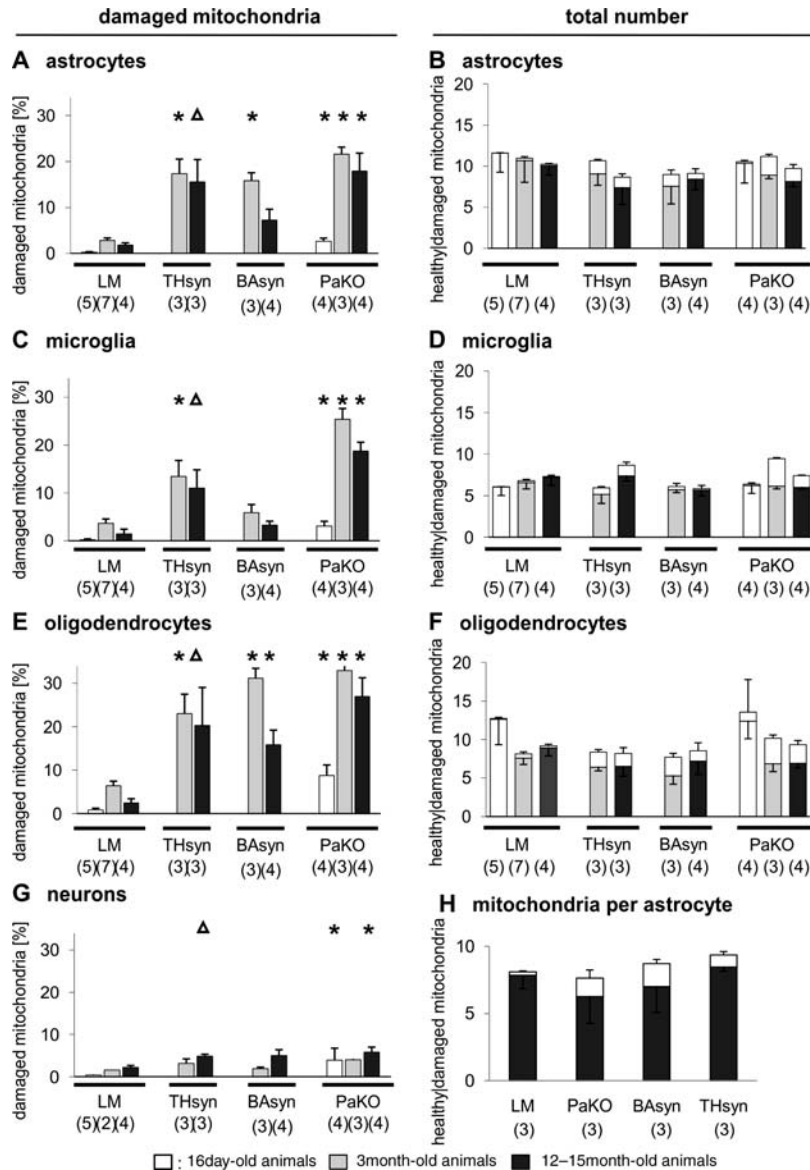 damaged mitochondria
total number
A astrocytes
damaged mitochondria [%]
30
20
10
0
* Δ * * * *
LM THsyn BAsyn PaKO
(5)(7)(4) (3)(3) (3)(4) (4)(3)(4)
B astrocytes
healthy|damaged mitochondria
20
15
10
5
0
LM THsyn BAsyn PaKO
(5) (7) (4) (3) (3) (3) (4) (4) (3) (4)
C microglia
damaged mitochondria [%]
30
20
10
0
* Δ * * *
LM THsyn BAsyn PaKO
(5)(7)(4) (3)(3) (3)(4) (4)(3)(4)
D microglia
healthy|damaged mitochondria
20
15
10
5
0
LM THsyn BAsyn PaKO
(5) (7) (4) (3) (3) (3) (4) (4) (3) (4)
E oligodendrocytes
damaged mitochondria [%]
30
20
10
0
* Δ * * * * *
LM THsyn BAsyn PaKO
(5)(7)(4) (3)(3) (3)(4) (4)(3)(4)
F oligodendrocytes
healthy|damaged mitochondria
20
15
10
5
0
LM THsyn BAsyn PaKO
(5) (7) (4) (3) (3) (3) (4) (4) (3) (4)
G neurons
damaged mitochondria [%]
30
20
10
0
Δ * *
LM THsyn BAsyn PaKO
(5)(2)(4) (3)(3) (3)(4) (4)(3)(4)
H mitochondria per astrocyte
healthy|damaged mitochondria
10
5
0
LM PaKO BAsyn THsyn
(3) (3) (3) (3)
: 16day-old animals 3month-old animals 12–15month-old animals